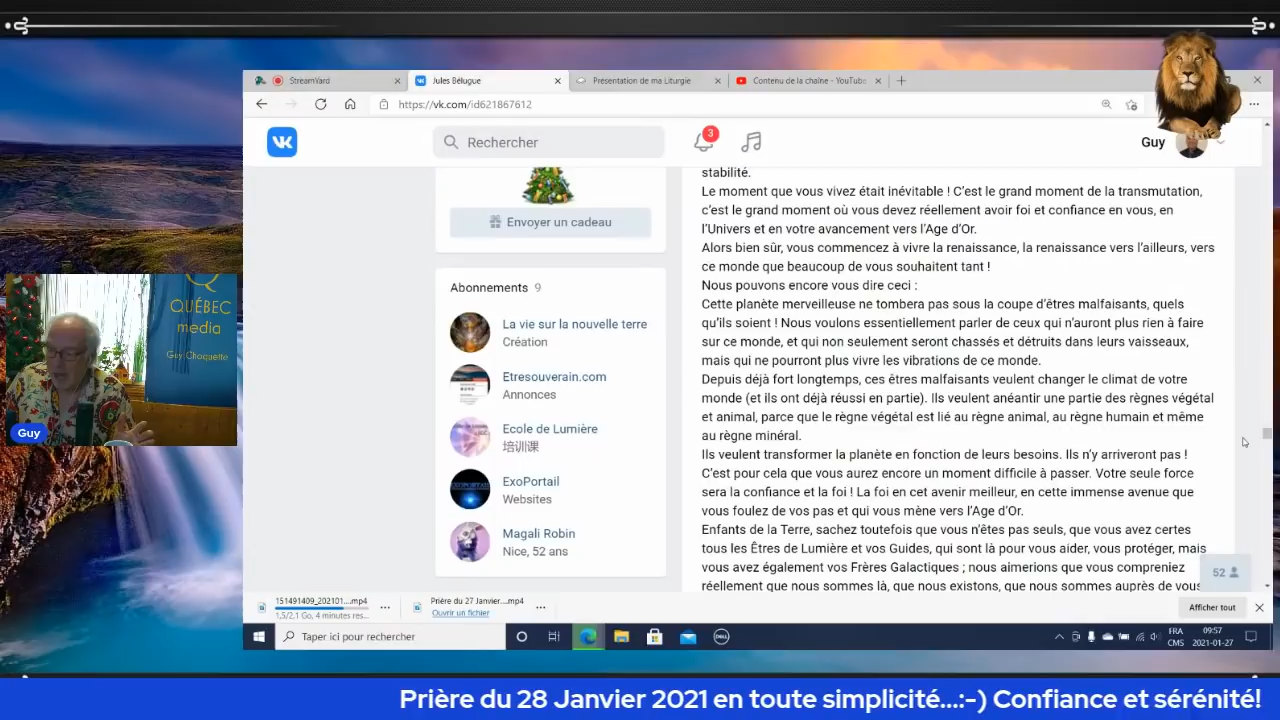 StreamYard
Jules Bélugue
Présentation de ma Liturgie
Contenu de la chaîne - YouTube
https://vk.com/id621867612
Rechercher
3
Guy
Envoyer un cadeau
Abonnements 9
La vie sur la nouvelle terre
Création
Etresouverain.com
Annonces
Ecole de Lumière
培训课
ExoPortail
Websites
Magali Robin
Nice, 52 ans
stabilité.
Le moment que vous vivez était inévitable ! C'est le grand moment de la transmutation,
c'est le grand moment où vous devez réellement avoir foi et confiance en vous, en
l'Univers et en votre avancement vers l'Age d'Or.
Alors bien sûr, vous commencez à vivre la renaissance, la renaissance vers l'ailleurs, vers
ce monde que beaucoup de vous souhaitent tant !
Nous pouvons encore vous dire ceci :
Cette planète merveilleuse ne tombera pas sous la coupe d'êtres malfaisants, quels
qu'ils soient ! Nous voulons essentiellement parler de ceux qui n'auront plus rien à faire
sur ce monde, et qui non seulement seront chassés et détruits dans leurs vaisseaux,
mais qui ne pourront plus vivre les vibrations de ce monde.
Depuis déjà fort longtemps, ces êtres malfaisants veulent changer le climat de votre
monde (et ils ont déjà réussi en partie). Ils veulent anéantir une partie des règnes végétal
et animal, parce que le règne végétal est lié au règne animal, au règne humain et même
au règne minéral.
Ils veulent transformer la planète en fonction de leurs besoins. Ils n'y arriveront pas !
C'est pour cela que vous aurez encore un moment difficile à passer. Votre seule force
sera la confiance et la foi ! La foi en cet avenir meilleur, en cette immense avenue que
vous foulez de vos pas et qui vous mène vers l'Age d'Or.
Enfants de la Terre, sachez toutefois que vous n'êtes pas seuls, que vous avez certes
tous les Êtres de Lumière et vos Guides, qui sont là pour vous aider, vous protéger, mais
vous avez également vos Frères Galactiques ; nous aimerions que vous compreniez
réellement que nous sommes là, que nous existons, que nous sommes auprès de vous
52
QUÉBEC
media
Guy Choquette
Guy
151491409_202101....mp4
1,5/2,1 Go, 4 minutes res...
Prière du 27 Janvier....mp4
Ouvrir un fichier
Afficher tout
Taper ici pour rechercher
DELL
FRA
CMS
09:57
2021-01-27
Prière du 28 Janvier 2021 en toute simplicité...:-) Confiance et sérénité!